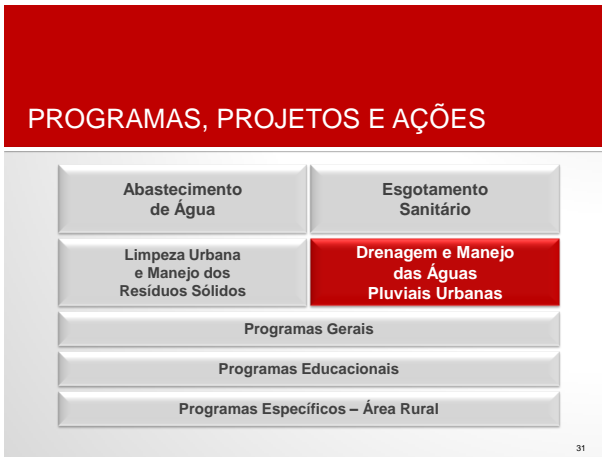 PROGRAMAS, PROJETOS E AÇÕES
Abastecimento
de Água
Esgotamento
Sanitário
Limpeza Urbana
e Manejo dos
Resíduos Sólidos
Drenagem e Manejo
das Águas
Pluviais Urbanas
Programas Gerais
Programas Educacionais
Programas Específicos – Área Rural
31